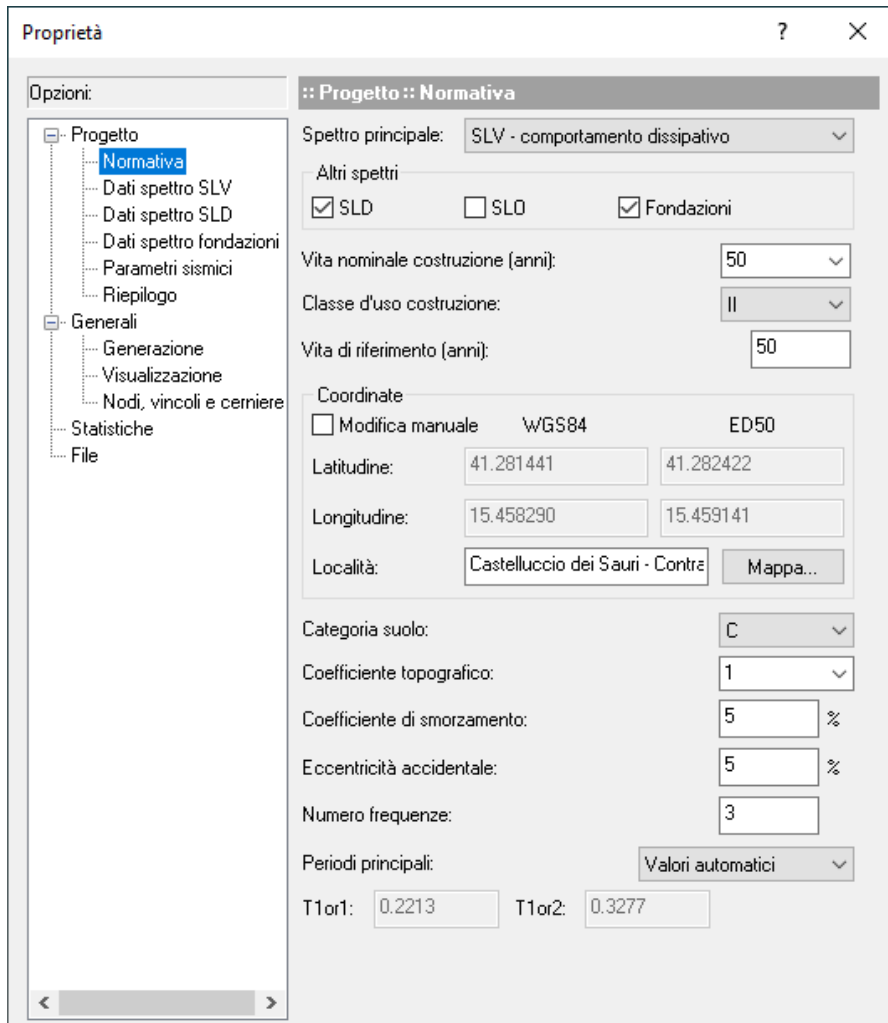 Proprietà
?
Opzioni:
:: Progetto :: Normativa
Progetto
Normativa
Dati spettro SLV
Dati spettro SLD
Dati spettro fondazioni
Parametri sismici
Riepilogo
Generali
Generazione
Visualizzazione
Nodi, vincoli e cerniere
Statistiche
File
Spettro principale: SLV - comportamento dissipativo
Altri spettri
SLD SLO Fondazioni
Vita nominale costruzione (anni): 50
Classe d'uso costruzione: II
Vita di riferimento (anni): 50
Coordinate
Modifica manuale WGS84 ED50
Latitudine: 41.281441 41.282422
Longitudine: 15.458290 15.459141
Località: Castelluccio dei Sauri - Contra Mappa...
Categoria suolo: C
Coefficiente topografico: 1
Coefficiente di smorzamento: 5 %
Eccentricità accidentale: 5 %
Numero frequenze: 3
Periodi principali: Valori automatici
T1or1: 0.2213 T1or2: 0.3277